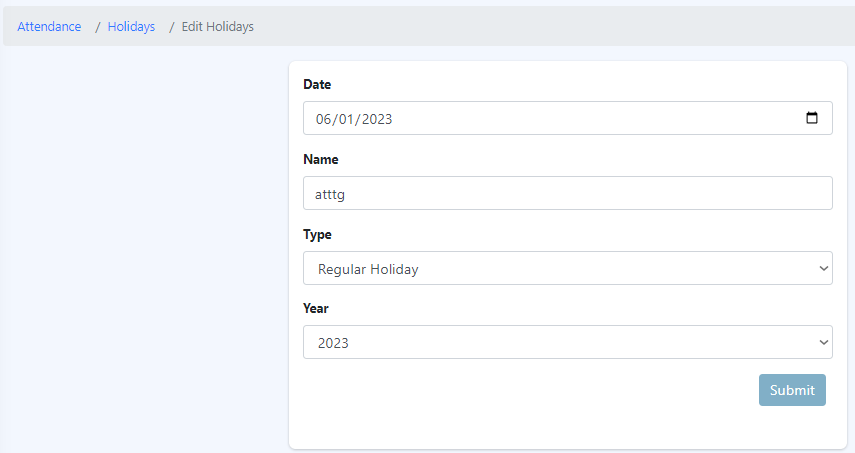 Attendance / Holidays / Edit Holidays
Date
06/01/2023
Name
atttg
Type
Regular Holiday
Year
2023
Submit